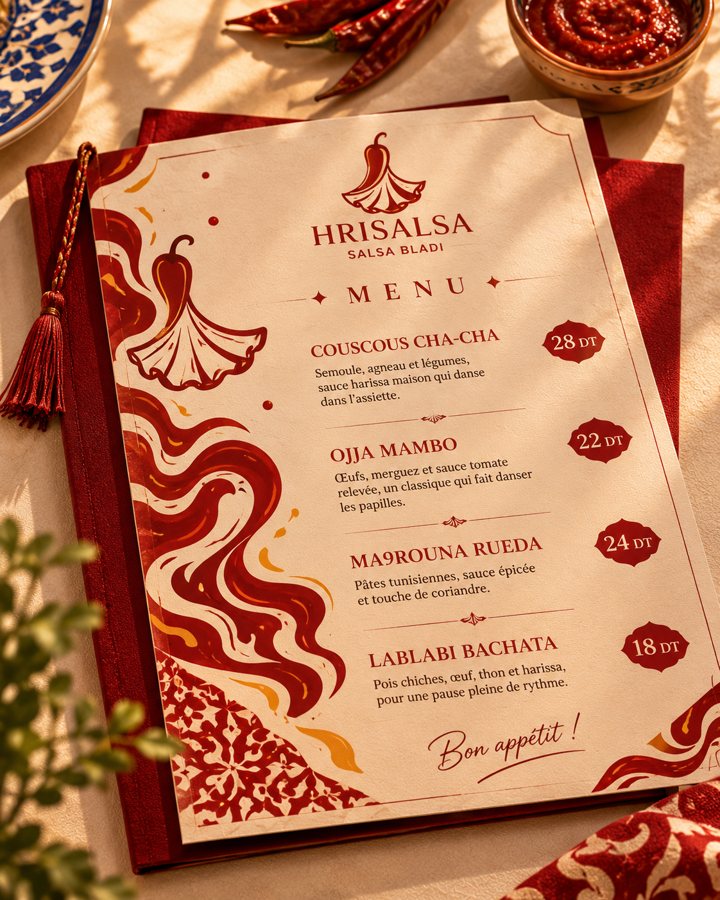 HRISALSA
SALSA BLADI
MENU
COUSCOUS CHA-CHA
28 DT
Semoule, agneau et légumes,
sauce harissa maison qui danse
dans l'assiette.
OJJA MAMBO
22 DT
Œufs, merguez et sauce tomate
relevée, un classique qui fait danser
les papilles.
MA9ROUNA RUEDA
24 DT
Pâtes tunisiennes, sauce épicée
et touche de coriandre.
LABLABI BACHATA
18 DT
Pois chiches, œuf, thon et harissa,
pour une pause pleine de rythme.
Bon appétit !